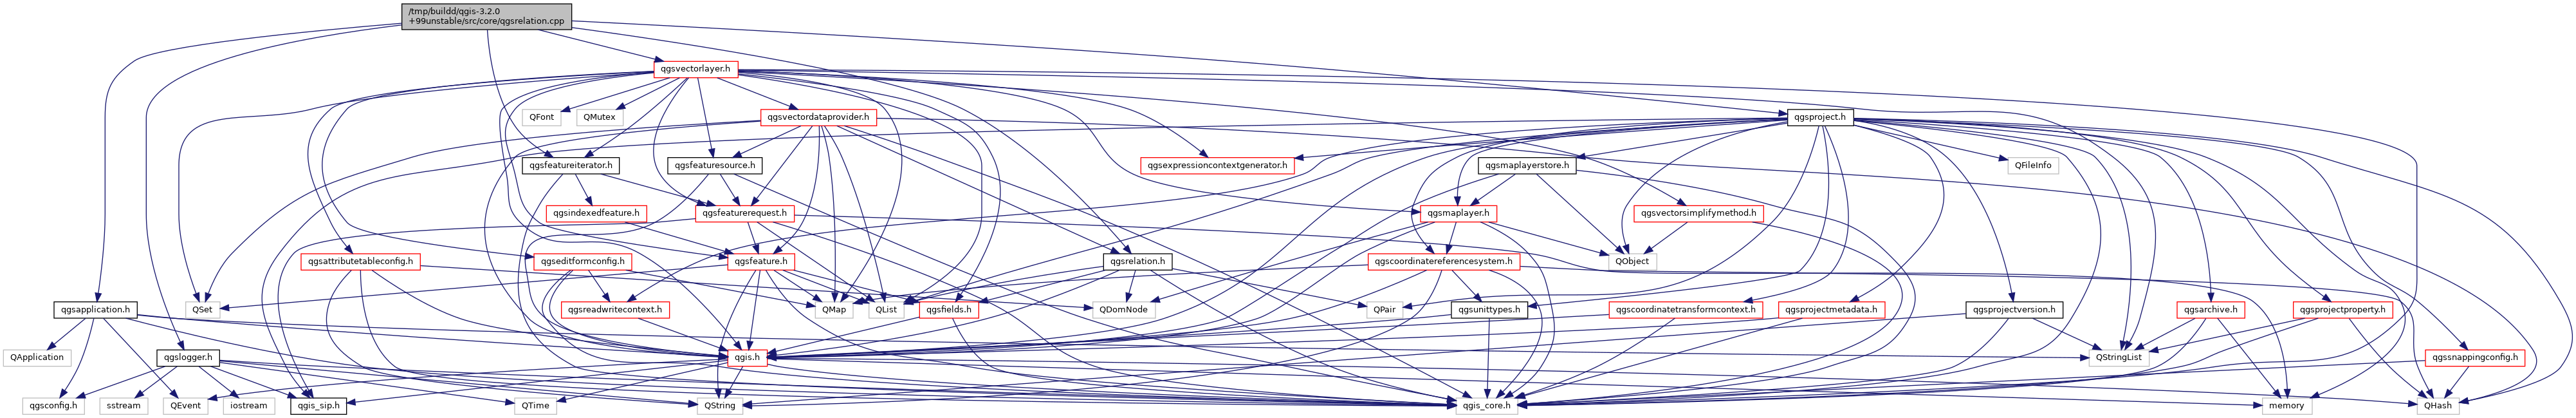 /tmp/buildd/qgis-3.2.0
+99unstable/src/core/qgsrelation.cpp
qgsvectorlayer.h
QFont
QMutex
qgsvectordataprovider.h
qgsproject.h
qgsfeatureiterator.h
qgsfeaturesource.h
qgsexpressioncontextgenerator.h
qgsmaplayerstore.h
QFileInfo
qgsindexedfeature.h
qgsfeaturerequest.h
qgsmaplayer.h
qgsvectorsimplifymethod.h
qgsattributetableconfig.h
qgseditformconfig.h
qgsfeature.h
qgsrelation.h
qgscoordinatereferencesystem.h
QObject
qgsapplication.h
QSet
qgsreadwritecontext.h
QMap
QList
qgsfields.h
QDomNode
QPair
qgsunittypes.h
qgscoordinatetransformcontext.h
qgsprojectmetadata.h
qgsprojectversion.h
qgsarchive.h
qgsprojectproperty.h
QApplication
qgslogger.h
qgis.h
QStringList
qgssnappingconfig.h
qgsconfig.h
sstream
QEvent
iostream
qgis_sip.h
QTime
QString
qgis_core.h
memory
QHash